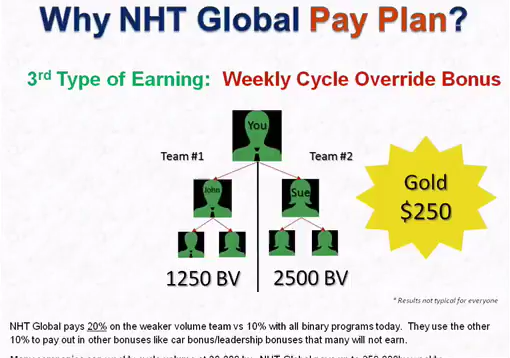 Why NHT Global Pay Plan?
3rd Type of Earning: Weekly Cycle Override Bonus
You
Team #1
Team #2
John
Sue
Gold
$250
1250 BV
2500 BV
* Results not typical for everyone
NHT Global pays 20% on the weaker volume team vs 10% with all binary programs today. They use the other
10% to pay out in other bonuses like car bonus/leadership bonuses that many will not earn.